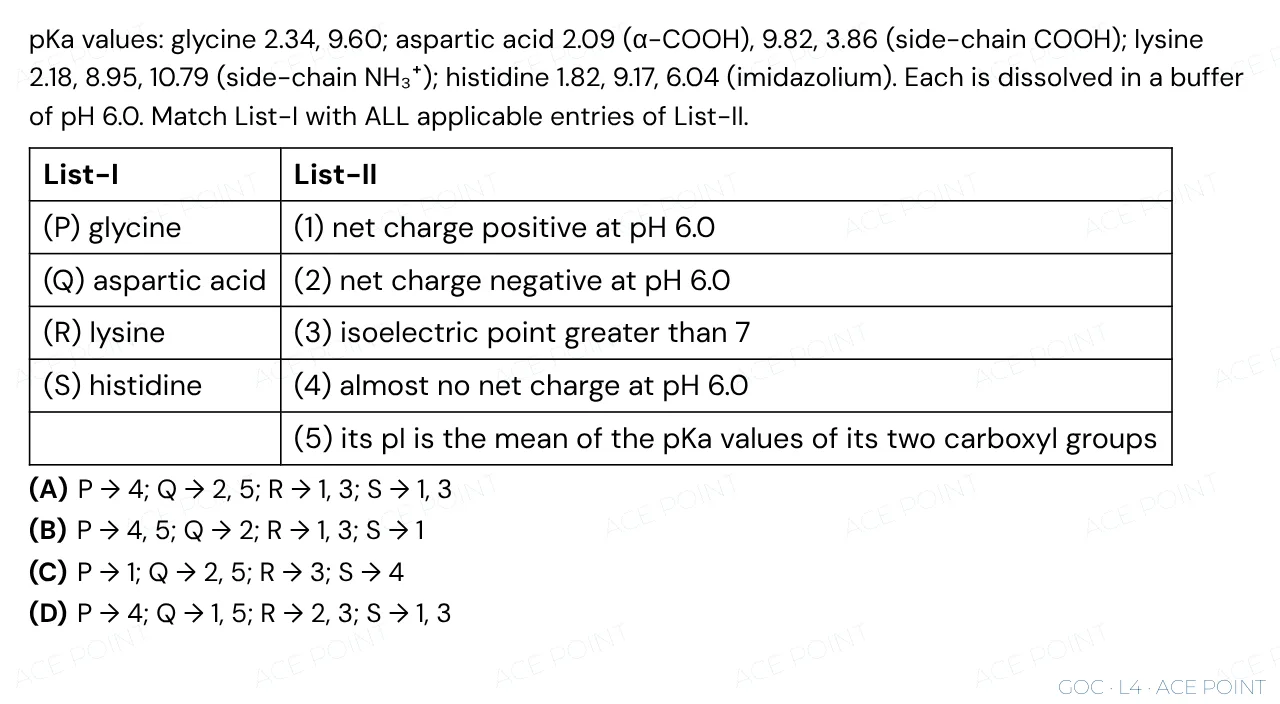 pKa values: glycine 2.34, 9.60; aspartic acid 2.09 (α−COOH), 9.82, 3.86 (side−chain COOH); lysine
2.18, 8.95, 10.79 (side−chain NH₃⁺); histidine 1.82, 9.17, 6.04 (imidazolium). Each is dissolved in a buffer
of pH 6.0. Match List−I with ALL applicable entries of List−II.
List−I List−II
(P) glycine (1) net charge positive at pH 6.0
(Q) aspartic acid (2) net charge negative at pH 6.0
(R) lysine (3) isoelectric point greater than 7
(S) histidine (4) almost no net charge at pH 6.0
(5) its pI is the mean of the pKa values of its two carboxyl groups
(A) P → 4; Q → 2, 5; R → 1, 3; S → 1, 3
(B) P → 4, 5; Q → 2; R → 1, 3; S → 1
(C) P → 1; Q → 2, 5; R → 3; S → 4
(D) P → 4; Q → 1, 5; R → 2, 3; S → 1, 3
GOC · L4 · ACE POINT